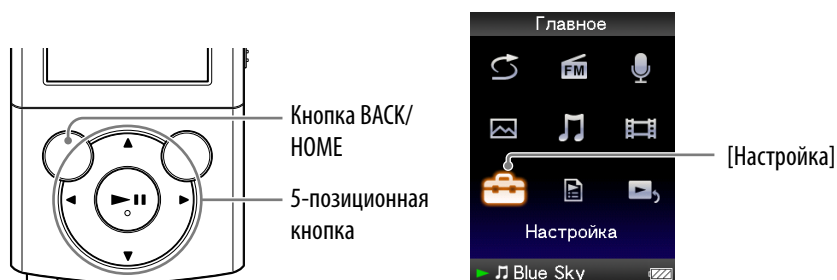 Главное
FM
Кнопка BACK/
HOME
[Настройка]
5-позиционная
кнопка
Настройка
Blue Sky